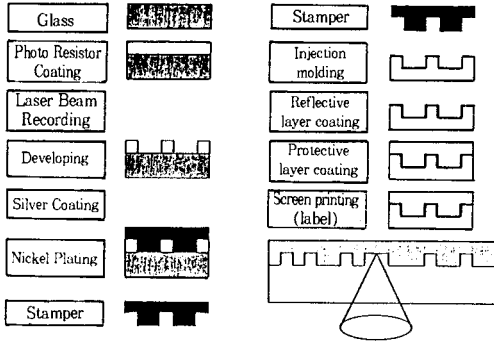 Glass
Photo Resistor
Coating
Laser Beam
Recording
Developing
Silver Coating
Nickel Plating
Stamper
Stamper
Injection
molding
Reflective
layer coating
Protective
layer coating
Screen printing
(label)